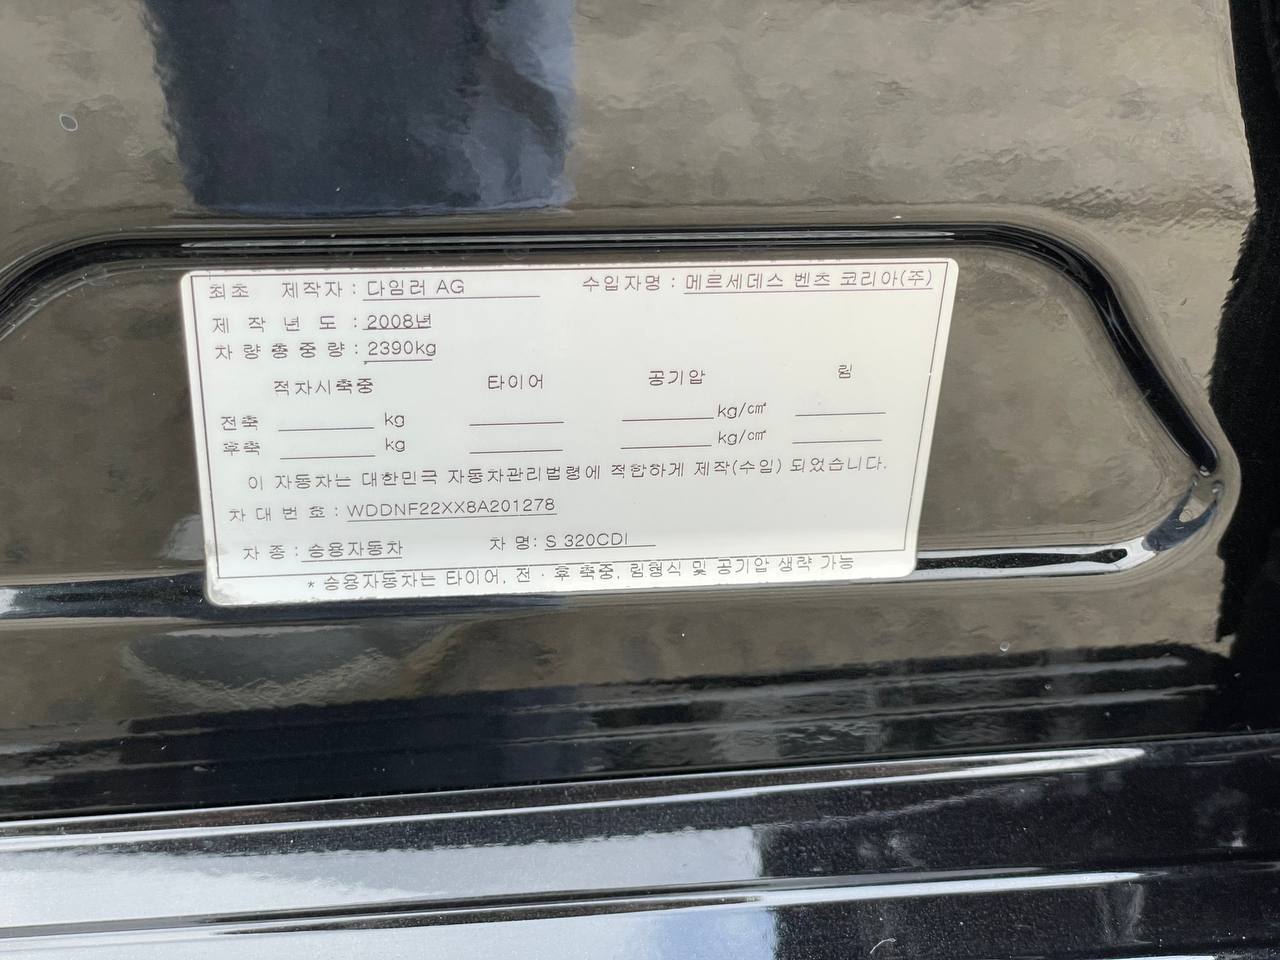 최초 제작자 : 다임러 AG 수입자명 : 메르세데스 벤츠 코리아(주)
제 작 년 도 : 2008년
차 량 총 중 량 : 2390kg
적차시축중 타이어 공기압 림
전축 kg kg/㎠
후축 kg kg/㎠
이 자동차는 대한민국 자동차관리법령에 적합하게 제작(수입) 되었습니다.
차 대 번 호 : WDDNF22XX8A201278
차 종 : 승용자동차 차 명: S 320CDI
* 승용자동차는 타이어, 전 · 후 축중, 림형식 및 공기압 생략 가능